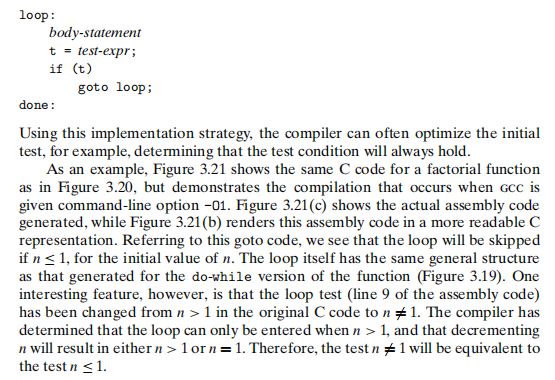 loop:
body-statement
t = test-expr;
if (t)
goto loop;
done:
Using this implementation strategy, the compiler can often optimize the initial
test, for example, determining that the test condition will always hold.
As an example, Figure 3.21 shows the same C code for a factorial function
as in Figure 3.20, but demonstrates the compilation that occurs when GCC is
given command-line option -O1. Figure 3.21(c) shows the actual assembly code
generated, while Figure 3.21(b) renders this assembly code in a more readable C
representation. Referring to this goto code, we see that the loop will be skipped
if n ≤ 1, for the initial value of n. The loop itself has the same general structure
as that generated for the do-while version of the function (Figure 3.19). One
interesting feature, however, is that the loop test (line 9 of the assembly code)
has been changed from n > 1 in the original C code to n ≠ 1. The compiler has
determined that the loop can only be entered when n > 1, and that decrementing
n will result in either n > 1 or n = 1. Therefore, the test n ≠ 1 will be equivalent to
the test n ≤ 1.